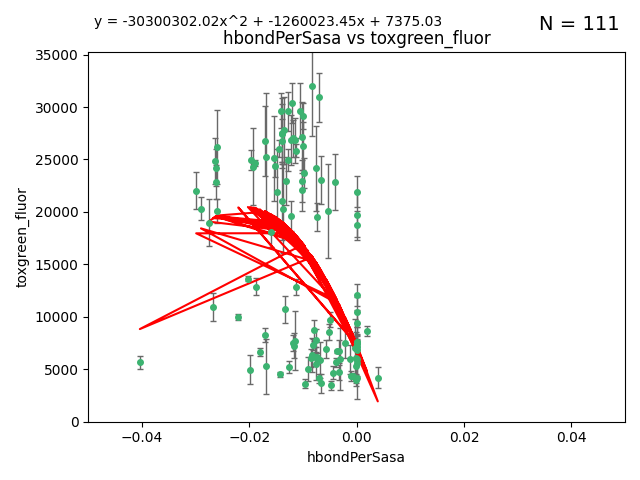 y = -30300302.02x^2 + -1260023.45x + 7375.03
N = 111
hbondPerSasa vs toxgreen_fluor
35000
30000
25000
20000
15000
10000
5000
0
toxgreen_fluor
−0.04
−0.02
0.00
0.02
0.04
hbondPerSasa